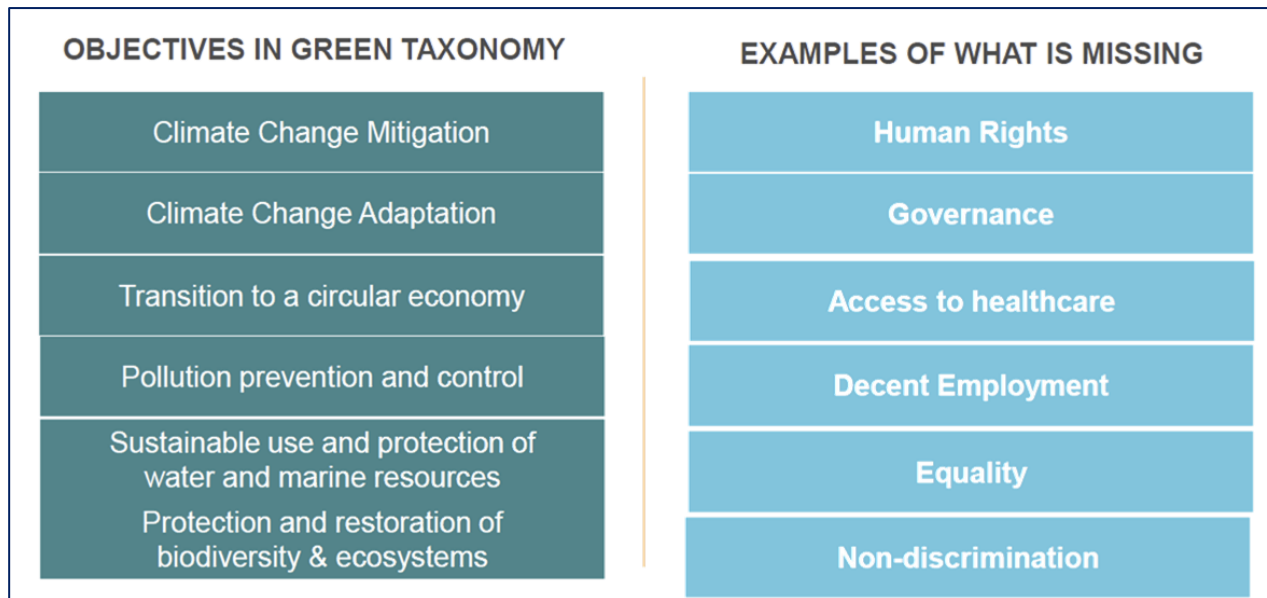 OBJECTIVES IN GREEN TAXONOMY
Climate Change Mitigation
Climate Change Adaptation
Transition to a circular economy
Pollution prevention and control
Sustainable use and protection of
water and marine resources
Protection and restoration of
biodiversity & ecosystems
EXAMPLES OF WHAT IS MISSING
Human Rights
Governance
Access to healthcare
Decent Employment
Equality
Non-discrimination